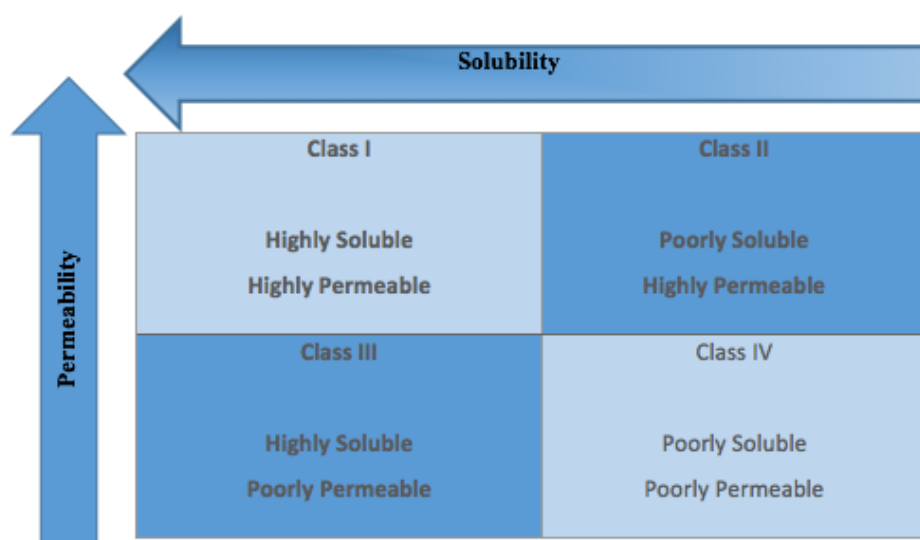 Solubility
Permeability
Class I
Highly Soluble
Highly Permeable
Class II
Poorly Soluble
Highly Permeable
Class III
Highly Soluble
Poorly Permeable
Class IV
Poorly Soluble
Poorly Permeable